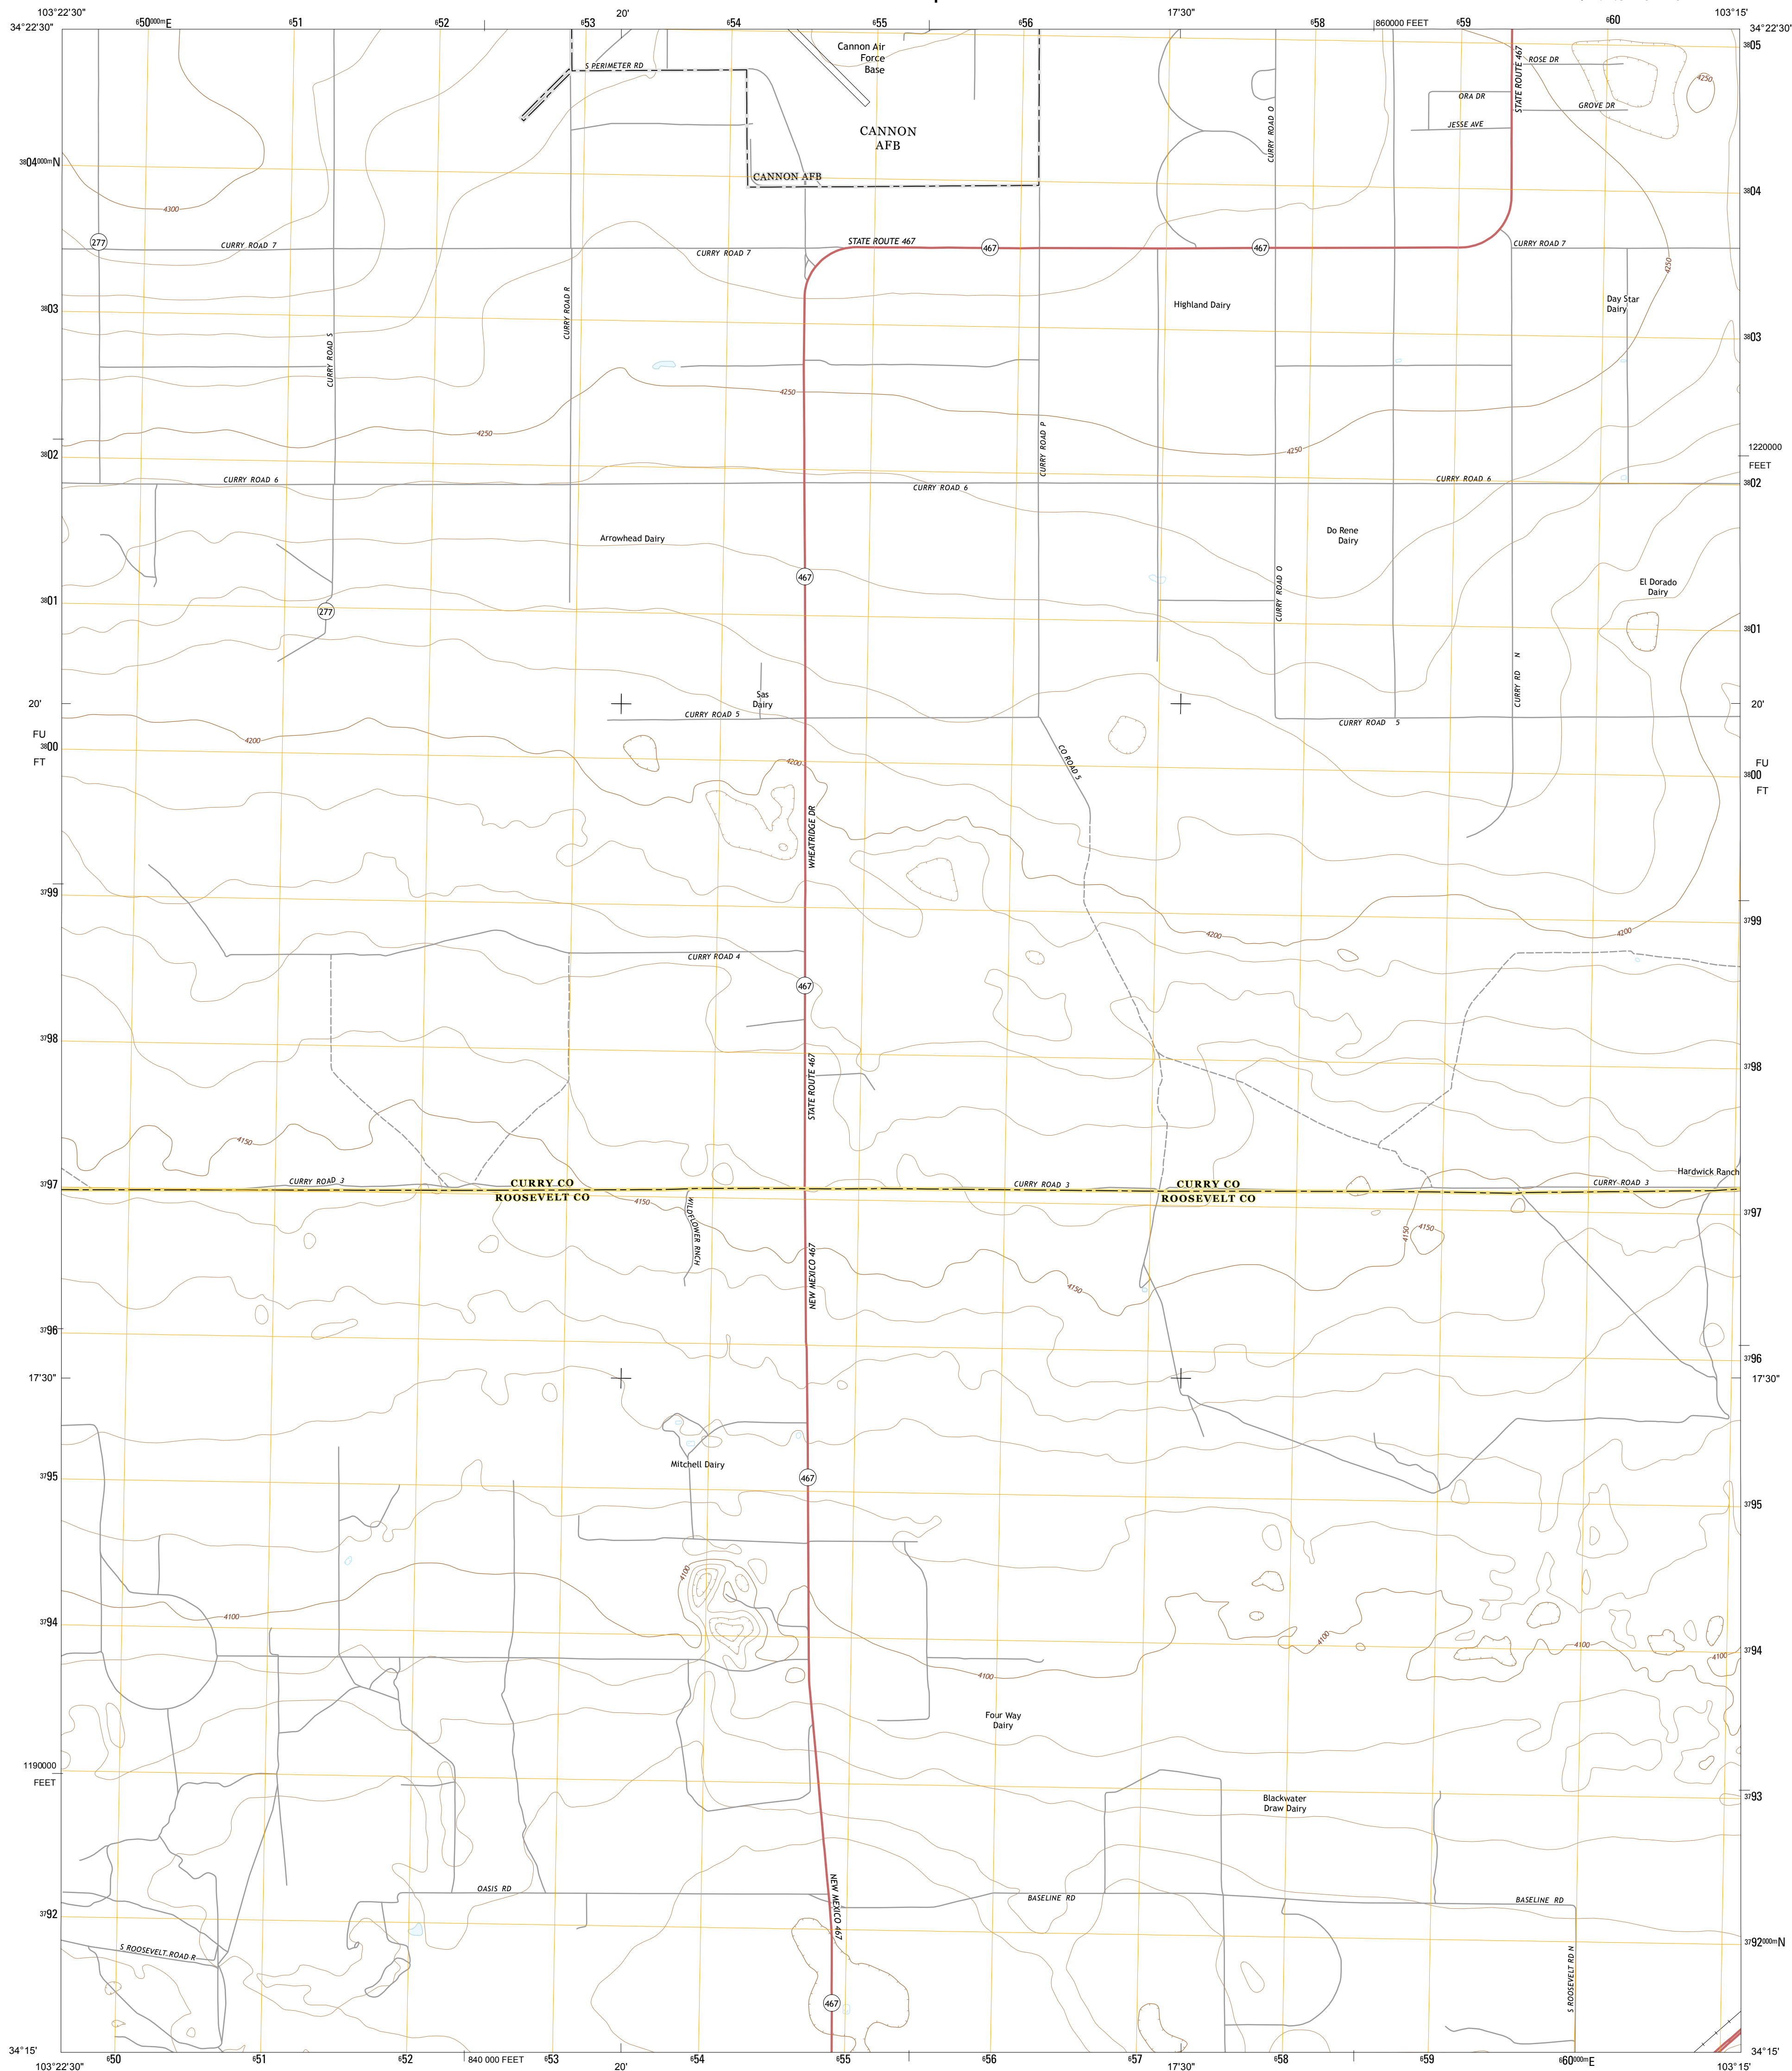 103°22'30"
⁶50⁰⁰⁰ᵐE
⁶51
⁶52
⁶53
20'
⁶54
⁶55
⁶56
17'30"
⁶58
860000 FEET
⁶59
⁶60
103°15'
34°22'30"
34°22'30"
Cannon Air
Force
Base
³⁸05
S PERIMETER RD
STATE ROUTE 467
ROSE DR
4250
ORA DR
GROVE DR
JESSE AVE
CURRY ROAD O
CANNON
AFB
³⁸04⁰⁰⁰ᵐN
CANNON AFB
³⁸04
4300
277
CURRY ROAD 7
CURRY ROAD 7
STATE ROUTE 467
467
467
CURRY ROAD 7
4250
³⁸03
CURRY ROAD R
Highland Dairy
Day Star
Dairy
CURRY ROAD S
³⁸03
4250
4250
CURRY ROAD P
4250
1220000
FEET
³⁸02
CURRY ROAD 6
CURRY ROAD 6
CURRY ROAD 6
³⁸02
Arrowhead Dairy
Do Rene
Dairy
467
El Dorado
Dairy
³⁸01
277
CURRY ROAD O
³⁸01
CURRY RD N
20'
Sas
Dairy
20'
CURRY ROAD 5
CURRY ROAD 5
FU
³⁸00
FT
4200
CO ROAD 5
4200
FU
³⁸00
FT
WHEATRIDGE DR
³⁷99
³⁷99
4200
4200
CURRY ROAD 4
467
³⁷98
STATE ROUTE 467
³⁷98
4150
Hardwick Ranch
³⁷97
CURRY ROAD 3
CURRY CO
ROOSEVELT CO
CURRY ROAD 3
CURRY CO
ROOSEVELT CO
CURRY ROAD 3
4150
³⁷97
WILDFLOWER RNCH
4150
4150
NEW MEXICO 467
4150
³⁷96
³⁷96
17'30"
17'30"
Mitchell Dairy
³⁷95
467
³⁷95
4100
4100
³⁷94
4100
4100
³⁷94
4100
4100
Four Way
Dairy
1190000
FEET
Blackwater
Draw Dairy
³⁷93
OASIS RD
NEW MEXICO 467
BASELINE RD
BASELINE RD
³⁷92
³⁷92⁰⁰⁰ᵐN
S ROOSEVELT ROAD R
S ROOSEVELT RD N
467
34°15'
34°15'
103°22'30"
⁶50
⁶51
⁶52
840 000 FEET
⁶53
20'
⁶54
⁶55
⁶56
⁶57
17'30"
⁶58
⁶59
⁶60⁰⁰⁰ᵐE
103°15'